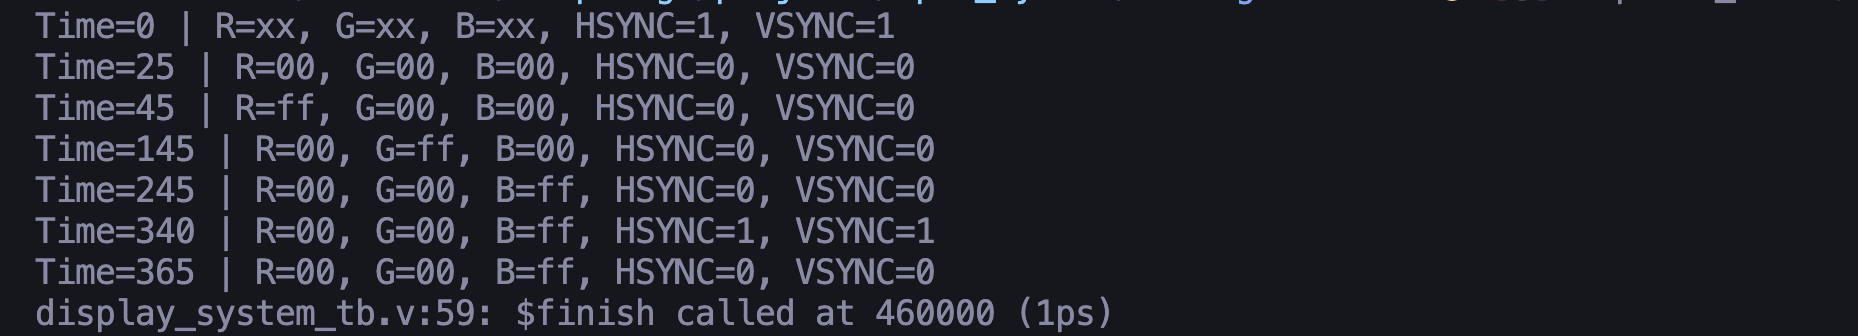 Time=0 | R=xx, G=xx, B=xx, HSYNC=1, VSYNC=1
Time=25 | R=00, G=00, B=00, HSYNC=0, VSYNC=0
Time=45 | R=ff, G=00, B=00, HSYNC=0, VSYNC=0
Time=145 | R=00, G=ff, B=00, HSYNC=0, VSYNC=0
Time=245 | R=00, G=00, B=ff, HSYNC=0, VSYNC=0
Time=340 | R=00, G=00, B=ff, HSYNC=1, VSYNC=1
Time=365 | R=00, G=00, B=ff, HSYNC=0, VSYNC=0
display_system_tb.v:59: $finish called at 460000 (1ps)